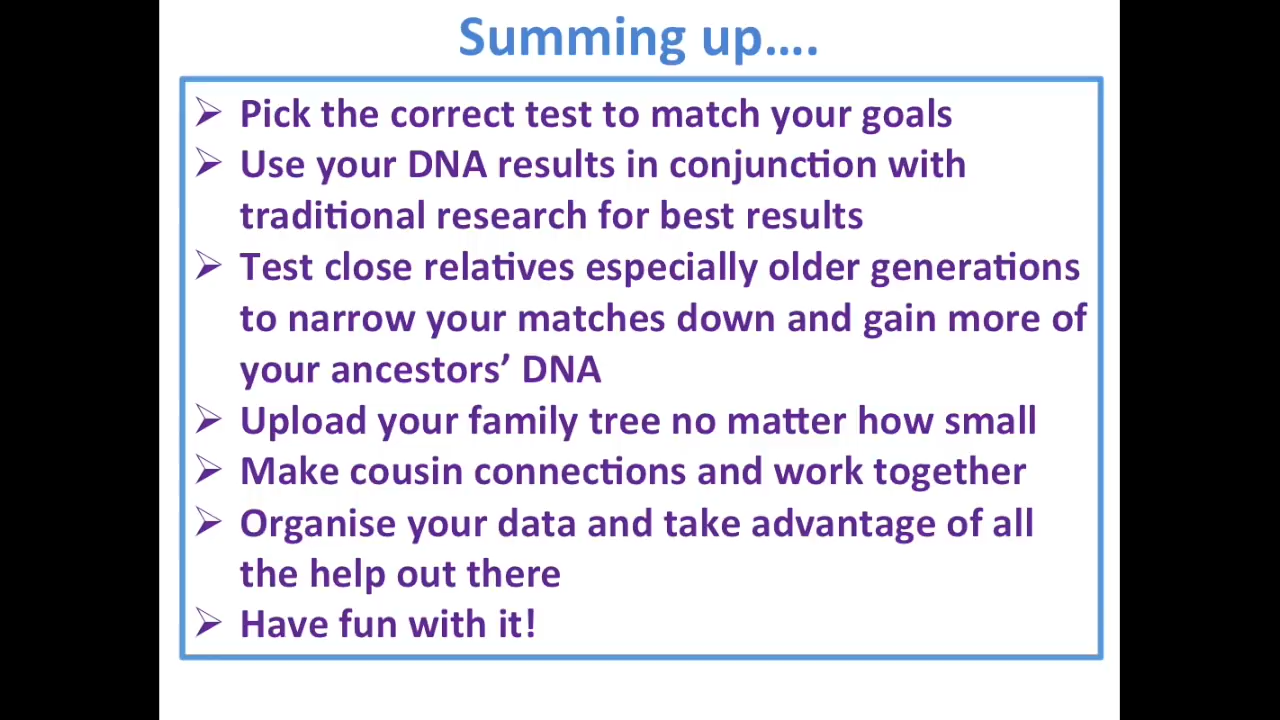 Summing up....
➢ Pick the correct test to match your goals
➢ Use your DNA results in conjunction with
traditional research for best results
➢ Test close relatives especially older generations
to narrow your matches down and gain more of
your ancestors’ DNA
➢ Upload your family tree no matter how small
➢ Make cousin connections and work together
➢ Organise your data and take advantage of all
the help out there
➢ Have fun with it!